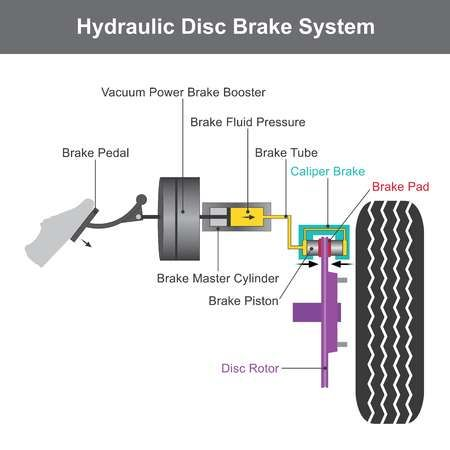 Hydraulic Disc Brake System
Vacuum Power Brake Booster
Brake Fluid Pressure
Brake Pedal
Brake Tube
Caliper Brake
Brake Pad
Brake Master Cylinder
Brake Piston
Disc Rotor